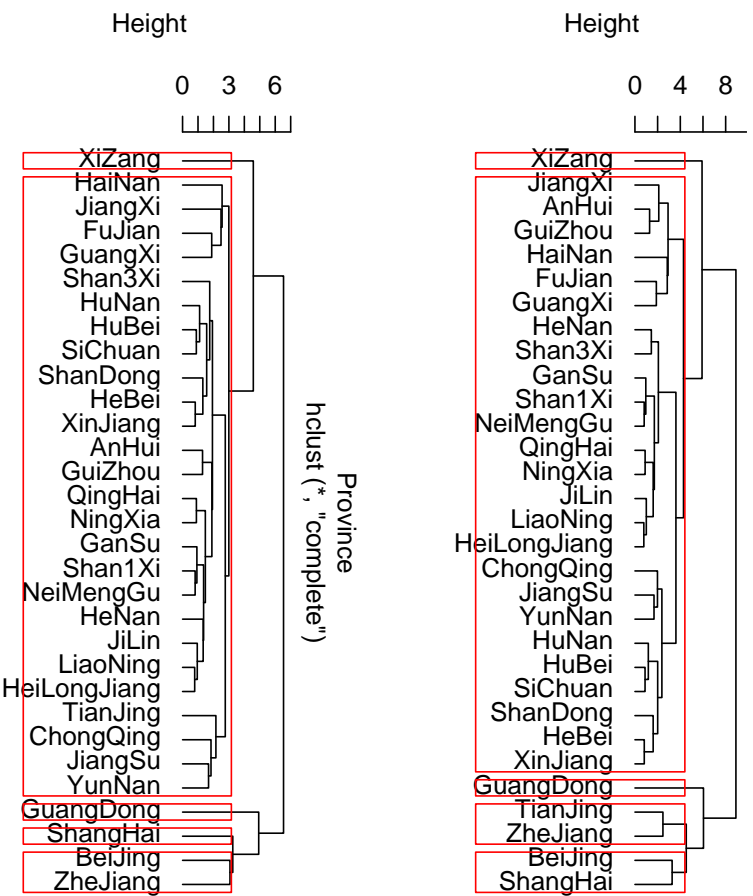 Height
0 3 6
XiZang
HaiNan
JiangXi
FuJian
GuangXi
Shan3Xi
HuNan
HuBei
SiChuan
ShanDong
HeBei
XinJiang
AnHui
GuiZhou
QingHai
NingXia
GanSu
Shan1Xi
NeiMengGu
HeNan
JiLin
LiaoNing
HeiLongJiang
TianJing
ChongQing
JiangSu
YunNan
GuangDong
ShangHai
BeiJing
ZheJiang
Province
hclust (*, "complete")
Height
0 4 8
XiZang
JiangXi
AnHui
GuiZhou
HaiNan
FuJian
GuangXi
HeNan
Shan3Xi
GanSu
Shan1Xi
NeiMengGu
QingHai
NingXia
JiLin
LiaoNing
HeiLongJiang
ChongQing
JiangSu
YunNan
HuNan
HuBei
SiChuan
ShanDong
HeBei
XinJiang
GuangDong
TianJing
ZheJiang
BeiJing
ShangHai